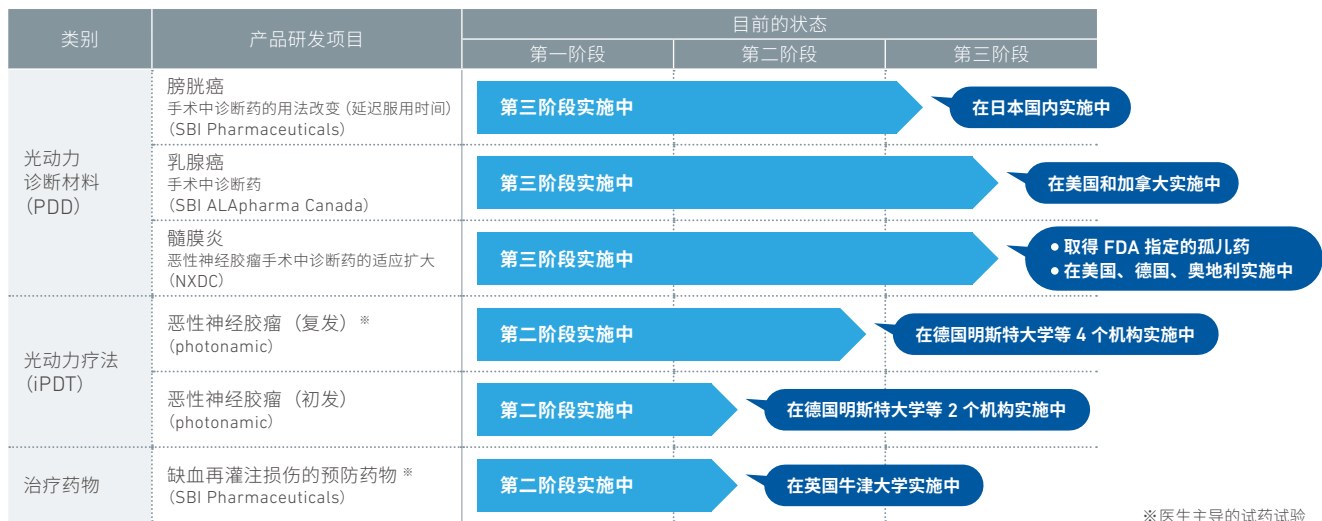 类别
产品研发项目
目前的状态
第一阶段
第二阶段
第三阶段
光动力
诊断材料
(PDD)
膀胱癌
手术中诊断药的用法改变(延迟服用时间)
(SBI Pharmaceuticals)
第三阶段实施中
在日本国内实施中
乳腺癌
手术中诊断药
(SBI ALApharma Canada)
第三阶段实施中
在美国和加拿大实施中
髓膜炎
恶性神经胶瘤手术中诊断药的适应扩大
(NXDC)
第三阶段实施中
• 取得 FDA 指定的孤儿药
• 在美国、德国、奥地利实施中
光动力疗法
(iPDT)
恶性神经胶瘤(复发)※
(photonamic)
第二阶段实施中
在德国明斯特大学等 4 个机构实施中
恶性神经胶瘤(初发)
(photonamic)
第二阶段实施中
在德国明斯特大学等 2 个机构实施中
治疗药物
缺血再灌注损伤的预防药物 ※
(SBI Pharmaceuticals)
第二阶段实施中
在英国牛津大学实施中
※医生主导的试药试验